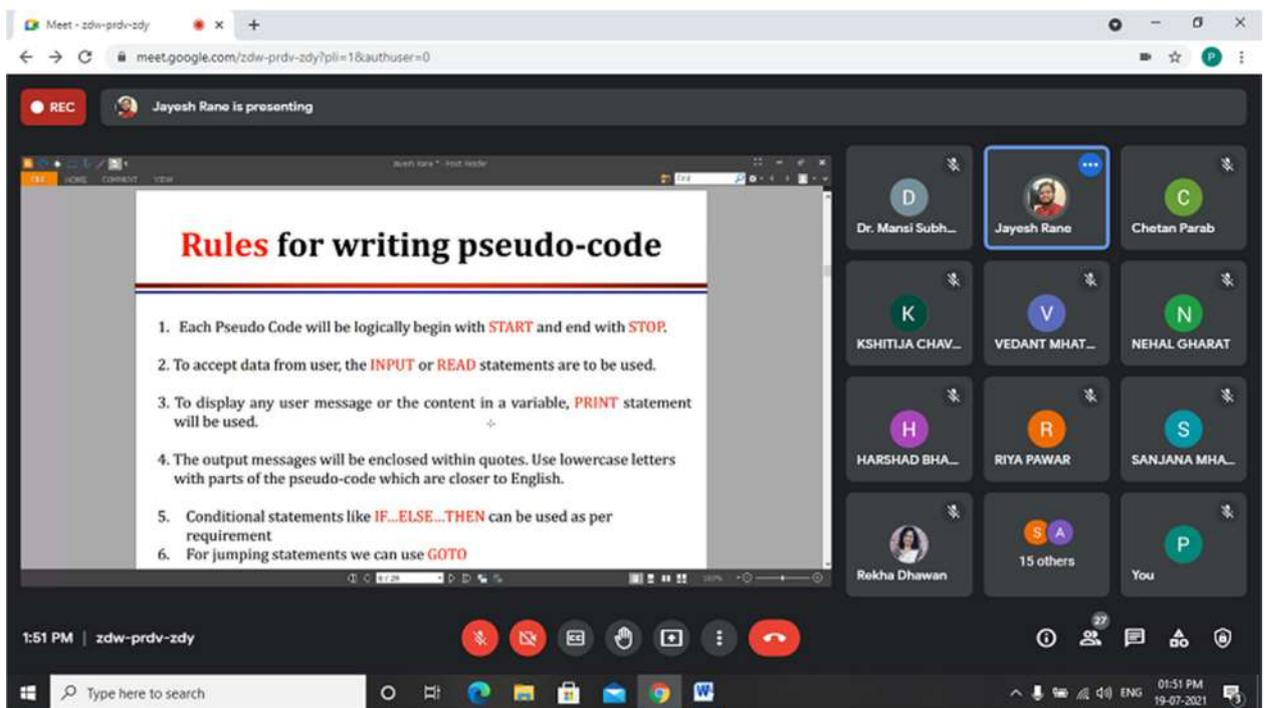 Meet - zdw-prdv-zdy
meet.google.com/zdw-prdv-zdy?pli=1&authuser=0
P
REC
Jayesh Rane is presenting
FILE HOME COMMENT VIEW
Find
Rules for writing pseudo-code
1. Each Pseudo Code will be logically begin with START and end with STOP.
2. To accept data from user, the INPUT or READ statements are to be used.
3. To display any user message or the content in a variable, PRINT statement
will be used.
4. The output messages will be enclosed within quotes. Use lowercase letters
with parts of the pseudo-code which are closer to English.
5. Conditional statements like IF...ELSE...THEN can be used as per
requirement
6. For jumping statements we can use GOTO
D
Dr. Mansi Subh...
Jayesh Rane
C
Chetan Parab
K
KSHITIJA CHAV...
V
VEDANT MHAT...
N
NEHAL GHARAT
H
HARSHAD BHA...
R
RIYA PAWAR
S
SANJANA MHA...
Rekha Dhawan
S A
15 others
P
You
1:51 PM | zdw-prdv-zdy
27
Type here to search
W
ENG
01:51 PM
19-07-2021
3